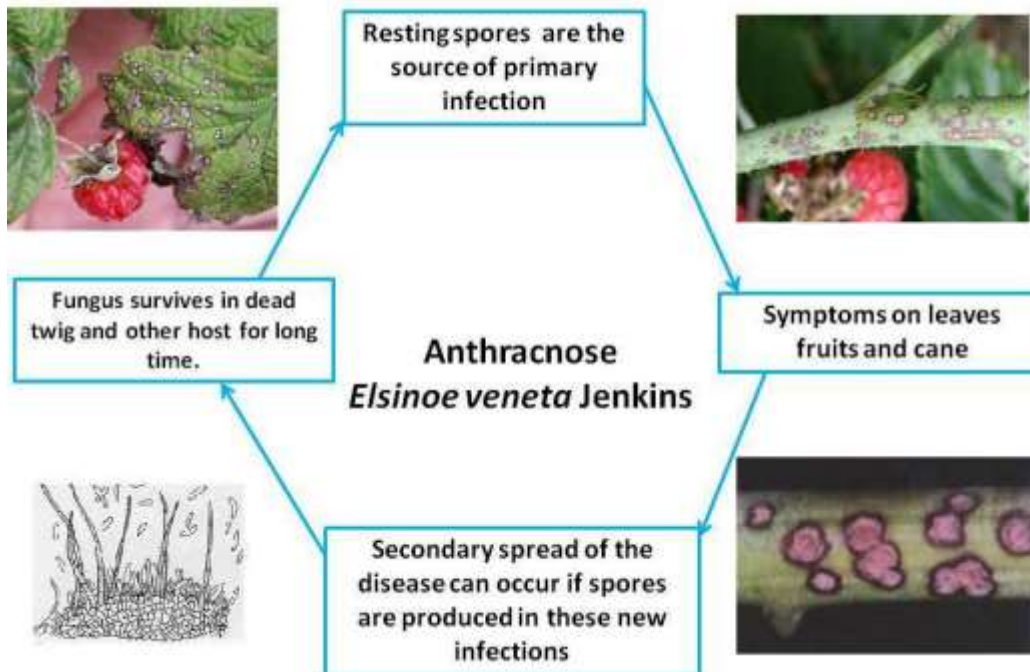 Resting spores are the
source of primary
infection
Fungus survives in dead
twig and other host for long
time.
Symptoms on leaves
fruits and cane
Anthracnose
Elsinoe veneta Jenkins
Secondary spread of the
disease can occur if spores
are produced in these new
infections